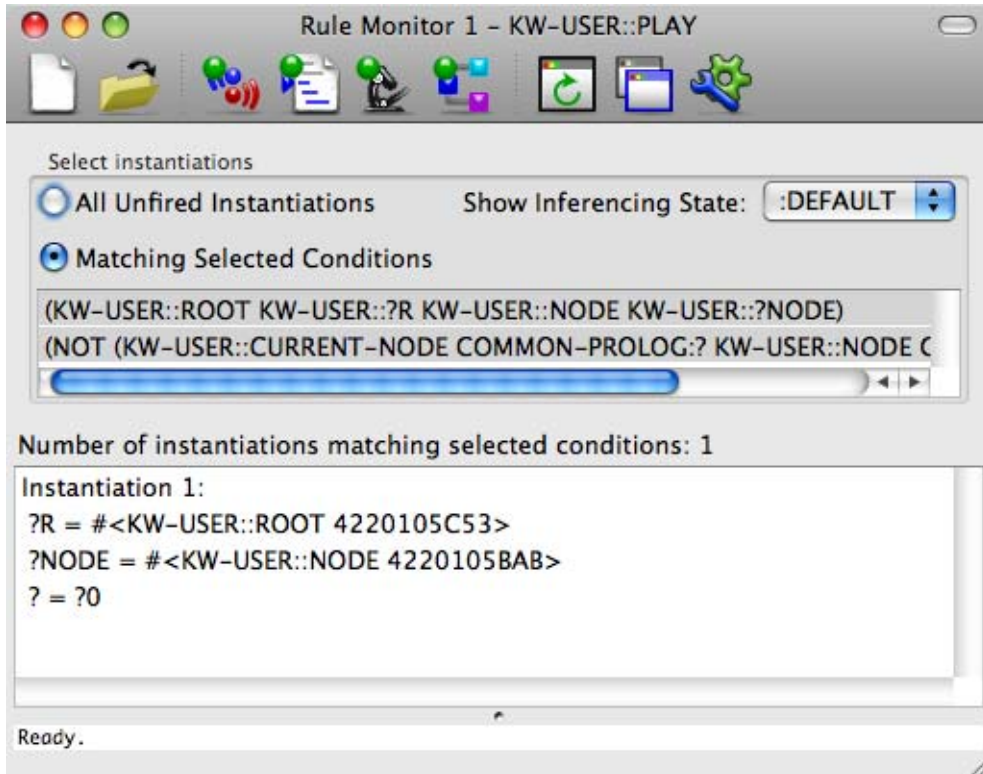 Rule Monitor 1 – KW-USER::PLAY
Select instantiations
All Unfired Instantiations Show Inferencing State: :DEFAULT
Matching Selected Conditions
(KW-USER::ROOT KW-USER::?R KW-USER::NODE KW-USER::?NODE)
(NOT (KW-USER::CURRENT-NODE COMMON-PROLOG:? KW-USER::NODE
Number of instantiations matching selected conditions: 1
Instantiation 1:
?R = #<KW-USER::ROOT 4220105C53>
?NODE = #<KW-USER::NODE 4220105BAB>
? = ?0
Ready.